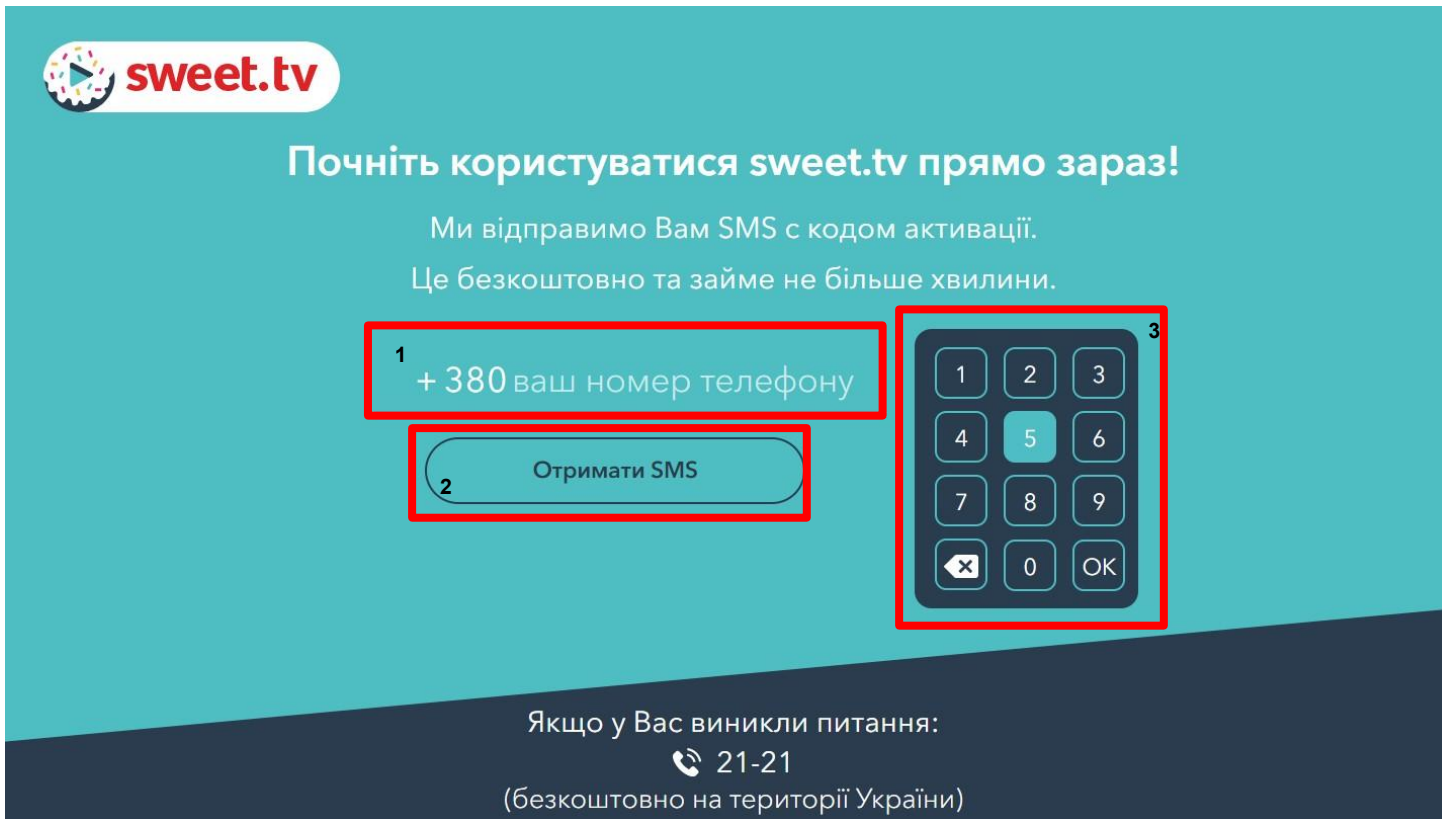 sweet.tv
Почніть користуватися sweet.tv прямо зараз!
Ми відправимо Вам SMS с кодом активації.
Це безкоштовно та займе не більше хвилини.
1
+ 380 ваш номер телефону
2 Отримати SMS
3
1 2 3
4 5 6
7 8 9
0 OK
Якщо у Вас виникли питання:
21-21
(безкоштовно на території України)